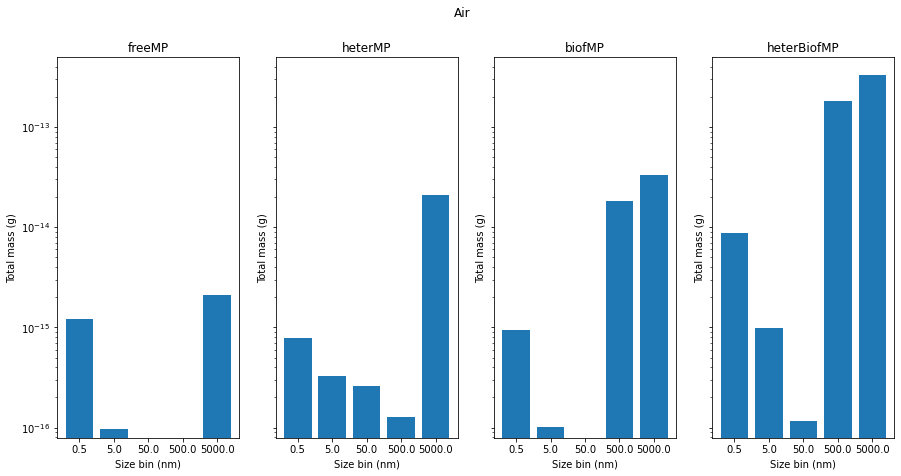 Air
freeMP
heterMP
biofMP
heterBiofMP
Total mass (g)
10⁻¹³
10⁻¹⁴
10⁻¹⁵
10⁻¹⁶
0.5 5.0 50.0 500.0 5000.0
Size bin (nm)
Total mass (g)
0.5 5.0 50.0 500.0 5000.0
Size bin (nm)
Total mass (g)
0.5 5.0 50.0 500.0 5000.0
Size bin (nm)
Total mass (g)
0.5 5.0 50.0 500.0 5000.0
Size bin (nm)